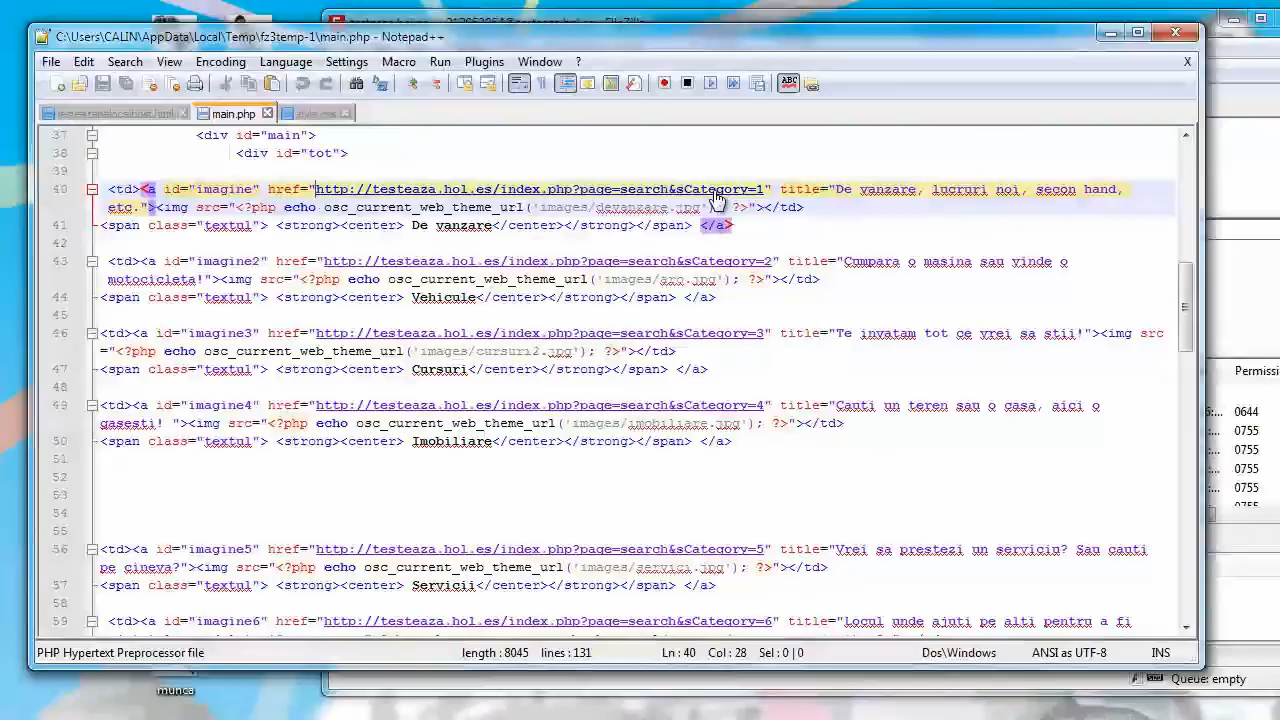 C:\Users\CALIN\AppData\Local\Temp\fz3temp-1\main.php - Notepad++
File Edit Search View Encoding Language Settings Macro Run Plugins Window ? X
main.php style.css
37 <div id="main">
38 <div id="tot">
39
40 <td><a id="imagine" href="http://testeaza.hol.es/index.php?page=search&sCategory=1" title="De vanzare, lucruri noi, secon hand,
etc."><img src="<?php echo osc_current_web_theme_url('images/devanzare.jpg' ?>"></td>
41 <span class="textul"> <strong><center> De vanzare</center></strong></span> </a>
42
43 <td><a id="imagine2" href="http://testeaza.hol.es/index.php?page=search&sCategory=2" title="Cumpara o masina sau vinde o
motocicleta!"><img src="<?php echo osc_current_web_theme_url('images/aro.jpg'); ?>"></td>
44 <span class="textul"> <strong><center> Vehicule</center></strong></span> </a>
45
46 <td><a id="imagine3" href="http://testeaza.hol.es/index.php?page=search&sCategory=3" title="Te invatam tot ce vrei sa stii!"><img src
="<?php echo osc_current_web_theme_url('images/cursuri2.jpg'); ?>"></td>
47 <span class="textul"> <strong><center> Cursuri</center></strong></span> </a>
48
49 <td><a id="imagine4" href="http://testeaza.hol.es/index.php?page=search&sCategory=4" title="Cauti un teren sau o casa, aici o
gasesti! "><img src="<?php echo osc_current_web_theme_url('images/imobiliare.jpg'); ?>"></td>
50 <span class="textul"> <strong><center> Imobiliare</center></strong></span> </a>
51
52
53
54
55
56 <td><a id="imagine5" href="http://testeaza.hol.es/index.php?page=search&sCategory=5" title="Vrei sa prestezi un serviciu? Sau cauti
pe cineva?"><img src="<?php echo osc_current_web_theme_url('images/servici.jpg'); ?>"></td>
57 <span class="textul"> <strong><center> Servicii</center></strong></span> </a>
58
59 <td><a id="imagine6" href="http://testeaza.hol.es/index.php?page=search&sCategory=6" title="Locul unde ajuti pe alti pentru a fi
PHP Hypertext Preprocessor file length : 8045 lines : 131 Ln : 40 Col : 28 Sel : 0 | 0 Dos\Windows ANSI as UTF-8 INS
Permissi
0644
0755
0755
0755
0755
Queue: empty
munca